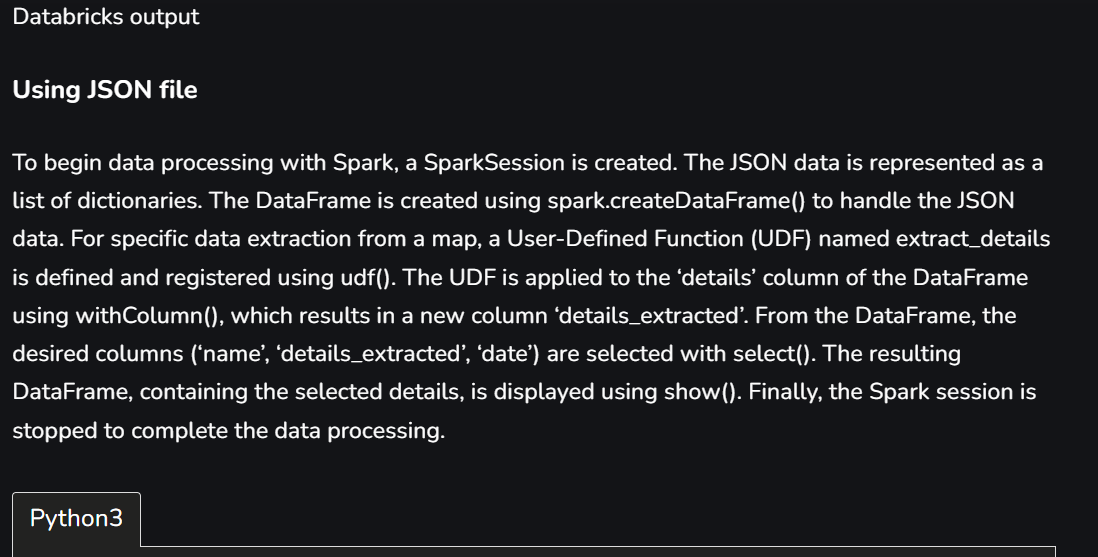 Databricks output
Using JSON file
To begin data processing with Spark, a SparkSession is created. The JSON data is represented as a
list of dictionaries. The DataFrame is created using spark.createDataFrame() to handle the JSON
data. For specific data extraction from a map, a User-Defined Function (UDF) named extract_details
is defined and registered using udf(). The UDF is applied to the ‘details’ column of the DataFrame
using withColumn(), which results in a new column ‘details_extracted’. From the DataFrame, the
desired columns (‘name’, ‘details_extracted’, ‘date’) are selected with select(). The resulting
DataFrame, containing the selected details, is displayed using show(). Finally, the Spark session is
stopped to complete the data processing.
Python3